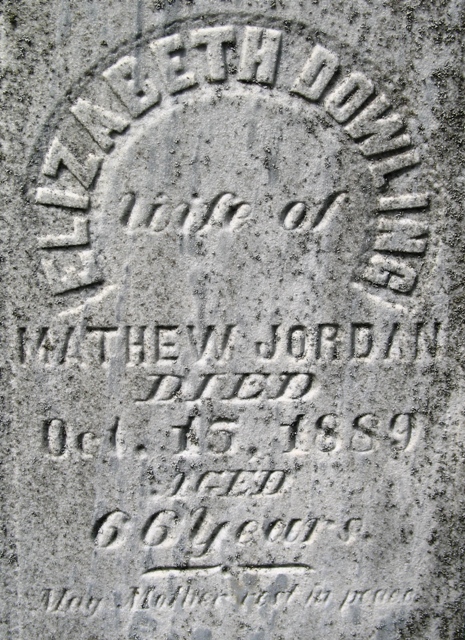 ELIZABETH DOWLING
Wife of
MATHEW JORDAN
DIED
Oct. 15, 1889
AGED
66 Years
May Mother rest in peace.